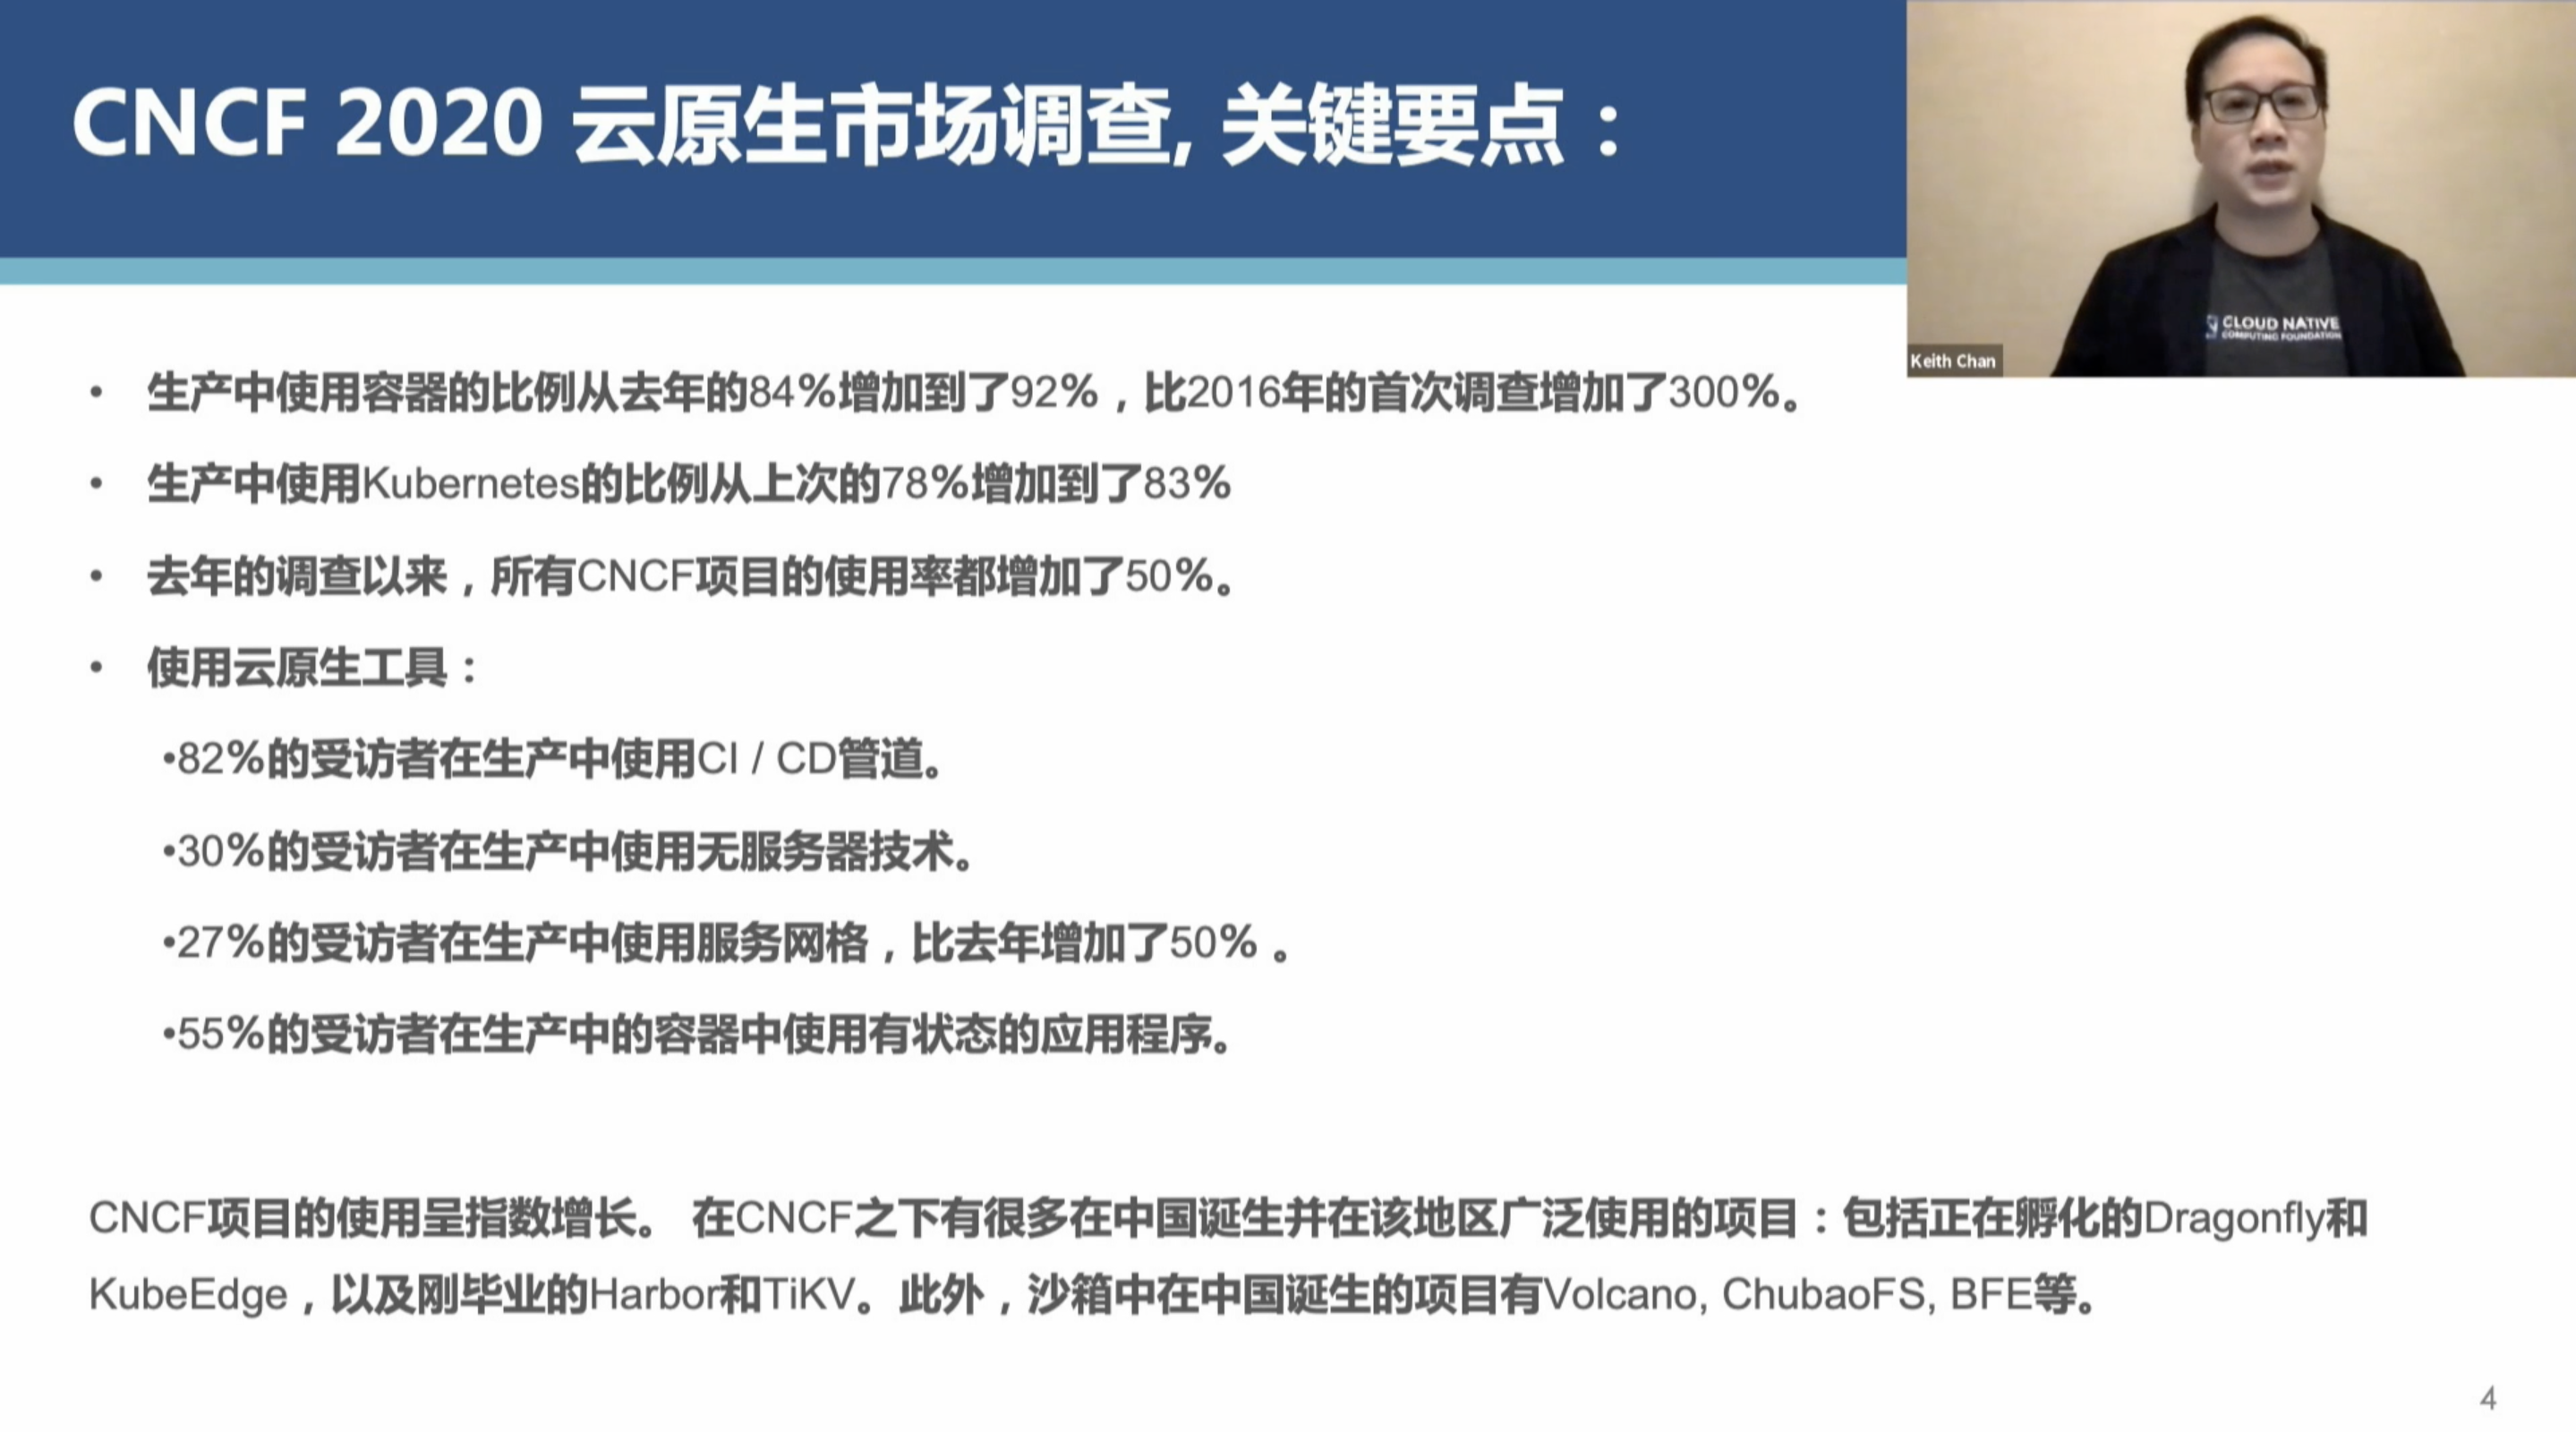 CNCF 2020 云原生市场调查, 关键要点：
CLOUD NATIVE
COMPUTING FOUNDATION
Keith Chan
• 生产中使用容器的比例从去年的84%增加到了92%，比2016年的首次调查增加了300%。
• 生产中使用Kubernetes的比例从上次的78%增加到了83%
• 去年的调查以来，所有CNCF项目的使用率都增加了50%。
• 使用云原生工具：
•82%的受访者在生产中使用CI / CD管道。
•30%的受访者在生产中使用无服务器技术。
•27%的受访者在生产中使用服务网格，比去年增加了50% 。
•55%的受访者在生产中的容器中使用有状态的应用程序。
CNCF项目的使用呈指数增长。 在CNCF之下有很多在中国诞生并在该地区广泛使用的项目：包括正在孵化的Dragonfly和
KubeEdge，以及刚毕业的Harbor和TiKV。此外，沙箱中在中国诞生的项目有Volcano, ChubaoFS, BFE等。
4